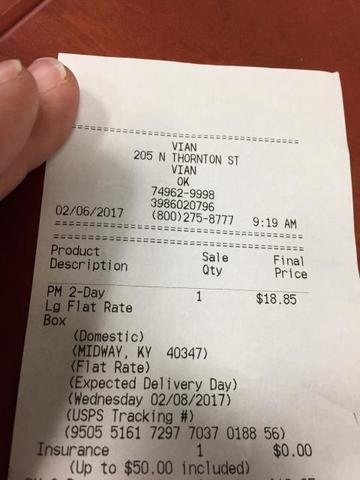 ================================
VIAN
205 N THORNTON ST
VIAN
OK
74962-9998
3986020796
02/06/2017 (800)275-8777 9:19 AM
================================
================================
Product Sale Final
Description Qty Price
--------------------------------
PM 2-Day 1 $18.85
Lg Flat Rate
Box
(Domestic)
(MIDWAY, KY 40347)
(Flat Rate)
(Expected Delivery Day)
(Wednesday 02/08/2017)
(USPS Tracking #)
(9505 5161 7297 7037 0188 56)
Insurance 1 $0.00
(Up to $50.00 included)